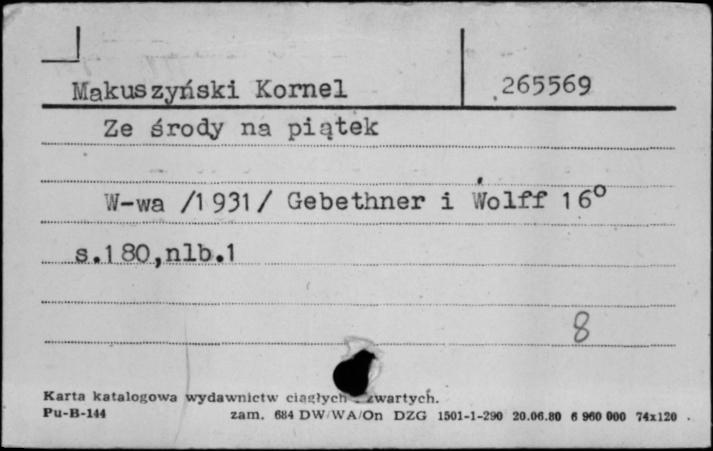 Makuszyński Kornel 265569
Ze środy na piątek
W-wa /1931/ Gebethner i Wolff 16°
s.180,nlb.1
8
Karta katalogowa wydawnictw ciągłych zwartych.
Pu-B-144 zam. 684 DW/WA/On DZG 1501-1-290 20.06.80 6 960 000 74x120